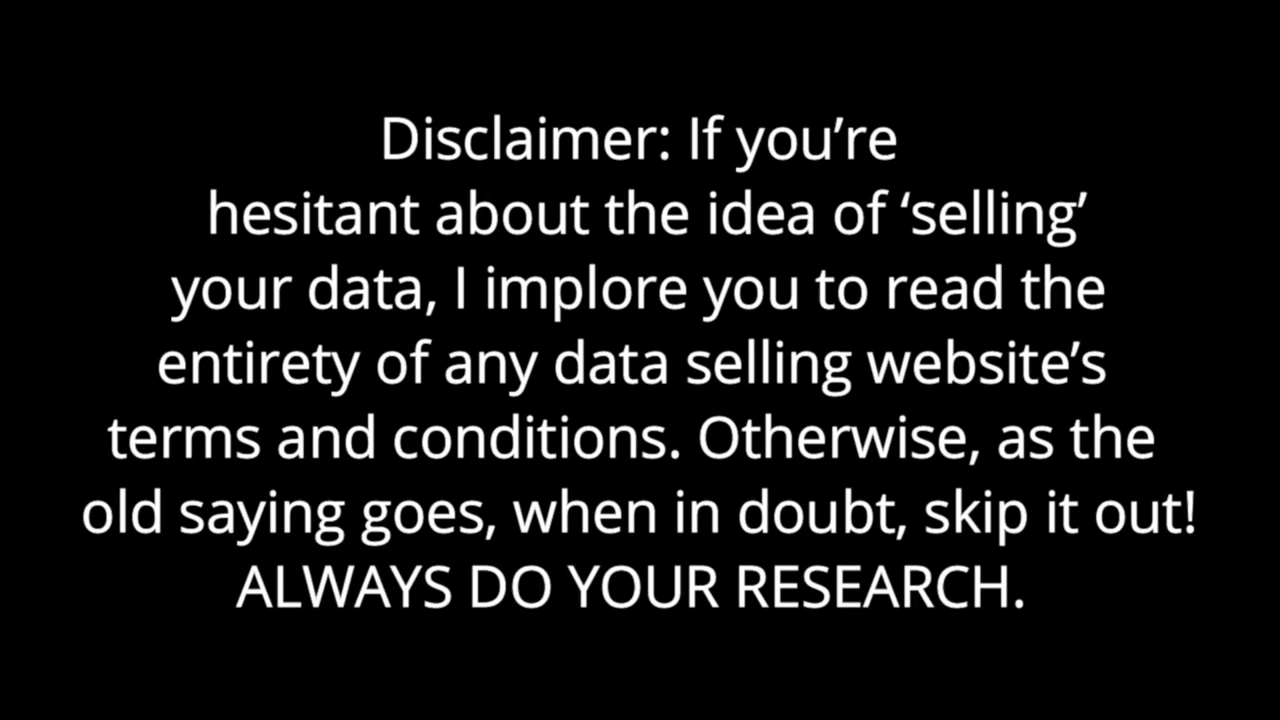 Disclaimer: If you’re
hesitant about the idea of ‘selling’
your data, I implore you to read the
entirety of any data selling website’s
terms and conditions. Otherwise, as the
old saying goes, when in doubt, skip it out!
ALWAYS DO YOUR RESEARCH.